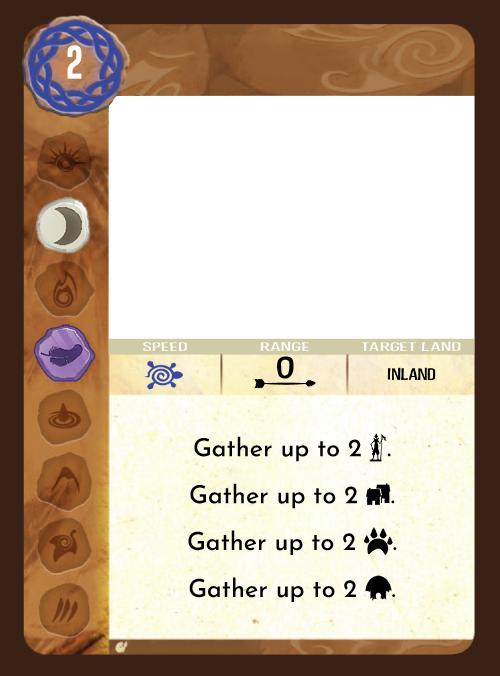 2
SPEED RANGE TARGET LAND
0 INLAND
Gather up to 2 .
Gather up to 2 .
Gather up to 2 .
Gather up to 2 .